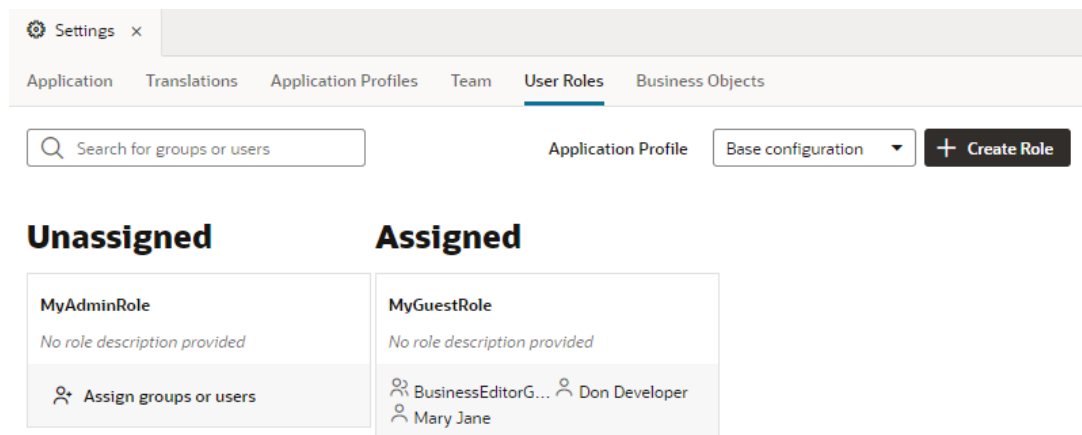 Settings ×
Application Translations Application Profiles Team User Roles Business Objects
Search for groups or users Application Profile Base configuration + Create Role
Unassigned Assigned
MyAdminRole MyGuestRole
No role description provided No role description provided
Assign groups or users BusinessEditorG... Don Developer
Mary Jane